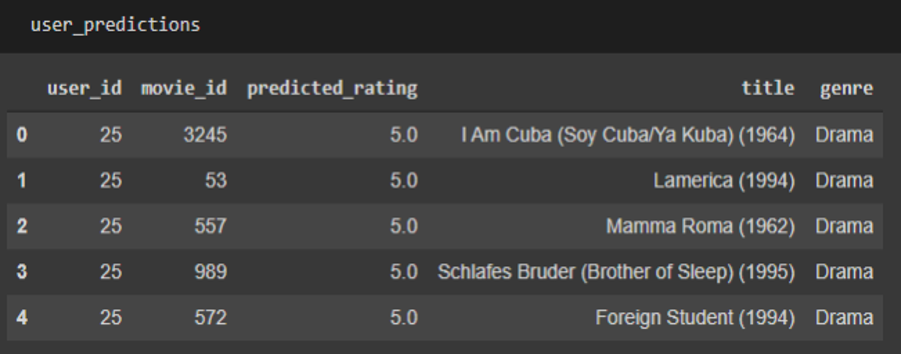 user_predictions
user_id movie_id predicted_rating title genre
0 25 3245 5.0 I Am Cuba (Soy Cuba/Ya Kuba) (1964) Drama
1 25 53 5.0 Lamerica (1994) Drama
2 25 557 5.0 Mamma Roma (1962) Drama
3 25 989 5.0 Schlafes Bruder (Brother of Sleep) (1995) Drama
4 25 572 5.0 Foreign Student (1994) Drama